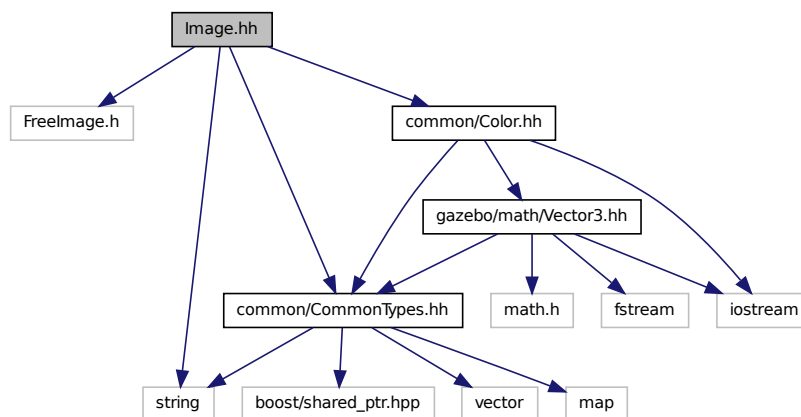 Image.hh
FreeImage.h
common/Color.hh
gazebo/math/Vector3.hh
common/CommonTypes.hh
math.h
fstream
iostream
string
boost/shared_ptr.hpp
vector
map